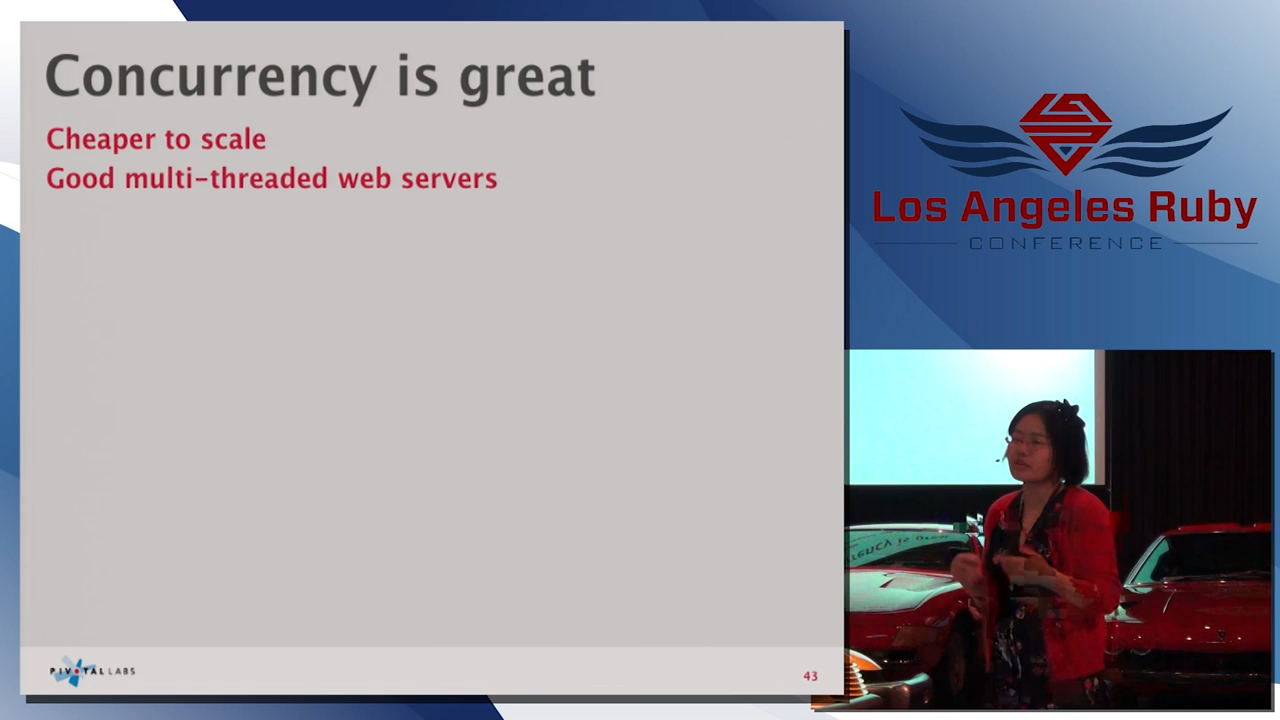 Concurrency is great
Cheaper to scale
Good multi-threaded web servers
PIVOTAL LABS
43
Los Angeles Ruby
CONFERENCE